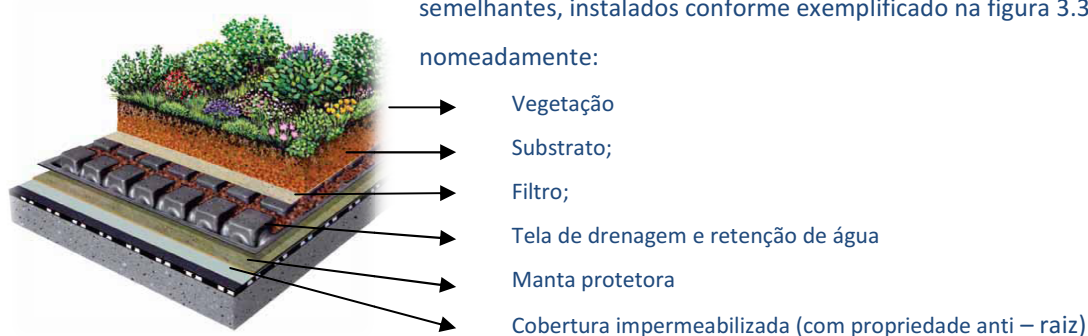 semelhantes, instalados conforme exemplificado na figura 3.3
nomeadamente:
Vegetação
Substrato;
Filtro;
Tela de drenagem e retenção de água
Manta protetora
Cobertura impermeabilizada (com propriedade anti – raiz)